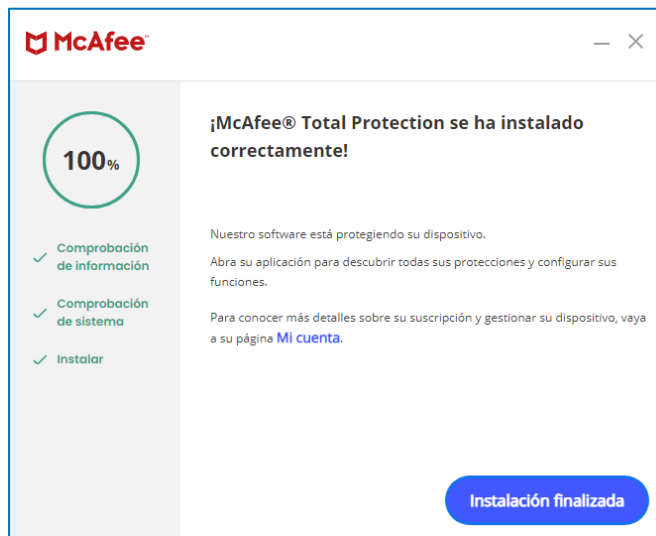 McAfee™
100%
¡McAfee® Total Protection se ha instalado
correctamente!
Comprobación
de información
Comprobación
de sistema
Instalar
Nuestro software está protegiendo su dispositivo.
Abra su aplicación para descubrir todas sus protecciones y configurar sus
funciones.
Para conocer más detalles sobre su suscripción y gestionar su dispositivo, vaya
a su página Mi cuenta.
Instalación finalizada